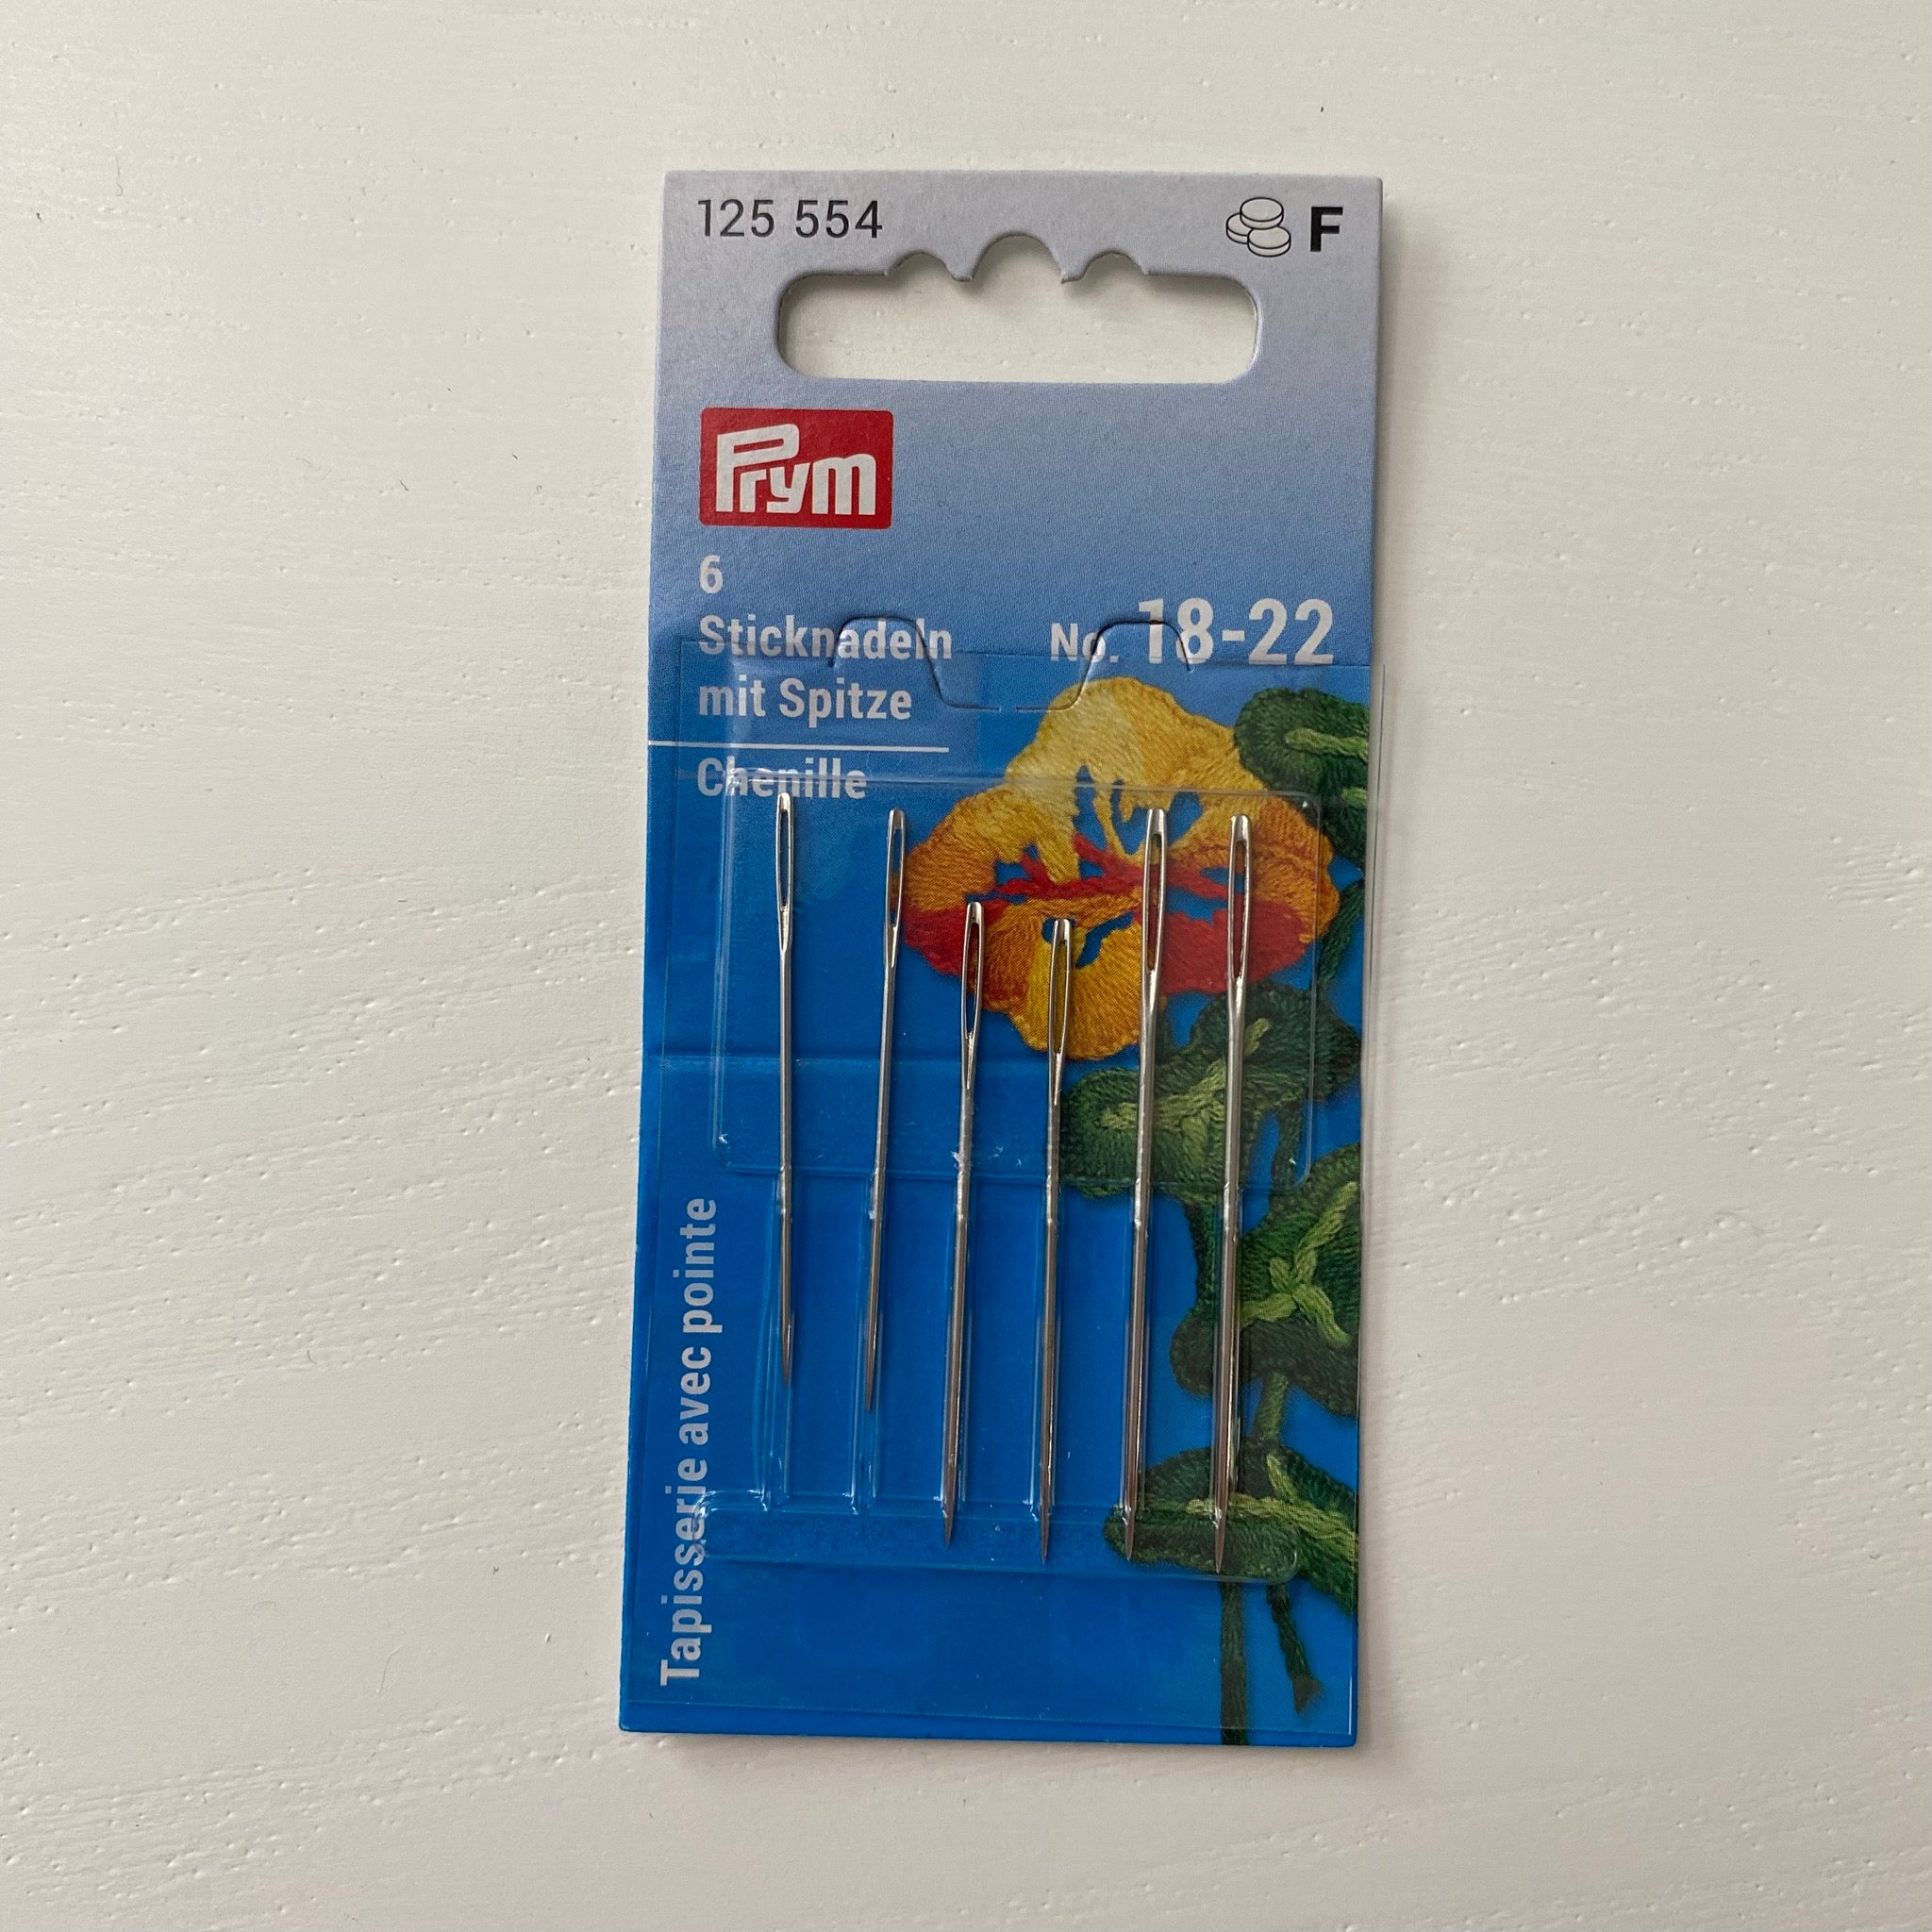 125 554
F
Prym
6
Sticknadeln
mit Spitze
No. 18-22
Chenille
Tapisserie avec pointe